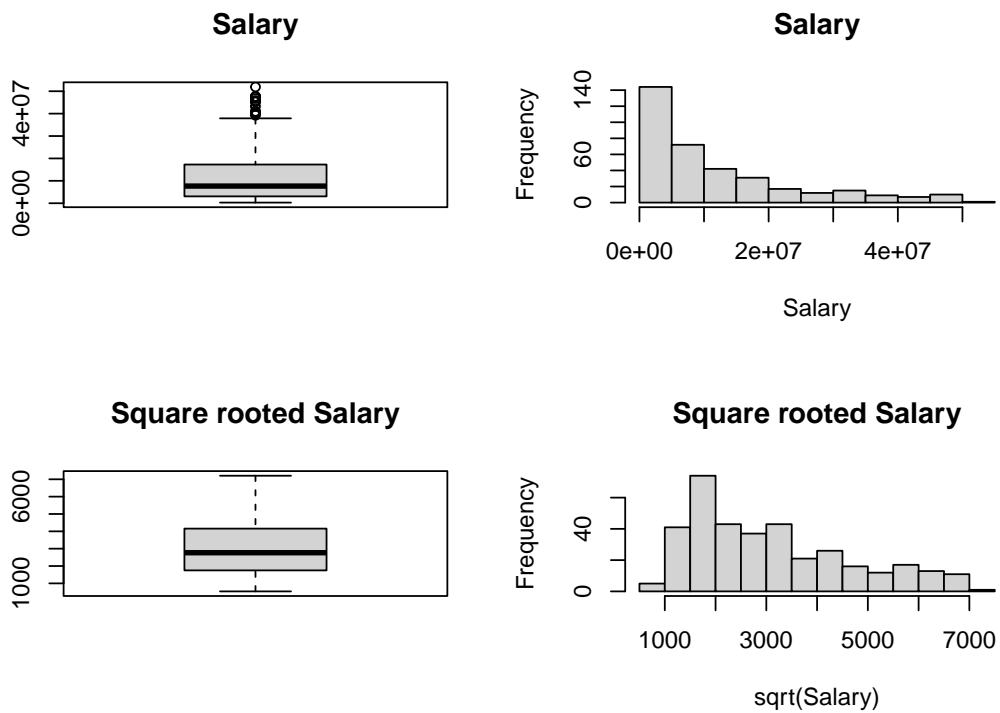 Salary
0e+00 4e+07
Salary
Frequency
0 60 140
0e+00 2e+07 4e+07
Salary
Square rooted Salary
1000 6000
Square rooted Salary
Frequency
0 40
1000 3000 5000 7000
sqrt(Salary)